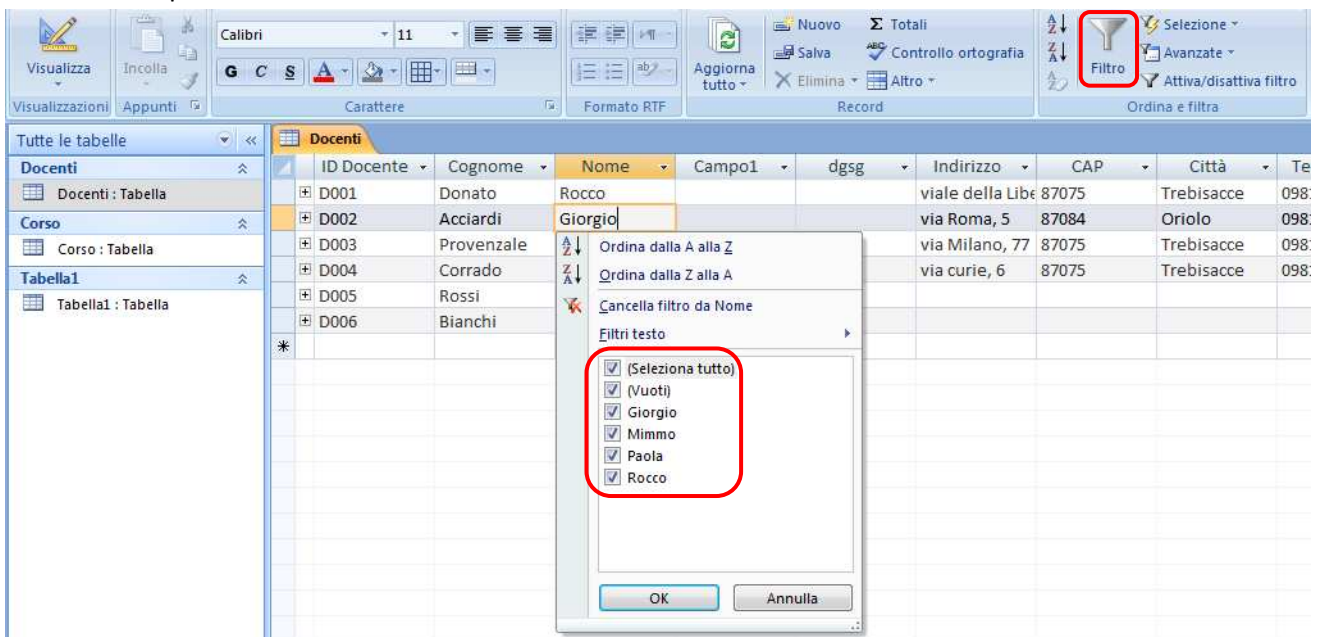 Calibri 11 Nuovo Σ Totali Selezione
Visualizza Incolla G C S A Aggiorna tutto Salva Controllo ortografia Filtro Avanzate
Elimina Altro Attiva/disattiva filtro
Visualizzazioni Appunti Carattere Formato RTF Record Ordina e filtra
Tutte le tabelle « Docenti
Docenti ID Docente Cognome Nome Campo1 dgsg Indirizzo CAP Città Te
Docenti : Tabella D001 Donato Rocco viale della Libe 87075 Trebisacce 098
Corso D002 Acciardi Giorgio via Roma, 5 87084 Oriolo 098
Corso : Tabella D003 Provenzale via Milano, 77 87075 Trebisacce 098
Tabella1 D004 Corrado via curie, 6 87075 Trebisacce 098
Tabella1 : Tabella D005 Rossi
D006 Bianchi
Ordina dalla A alla Z
Ordina dalla Z alla A
Cancella filtro da Nome
Filtri testo
(Seleziona tutto)
(Vuoti)
Giorgio
Mimmo
Paola
Rocco
OK Annulla